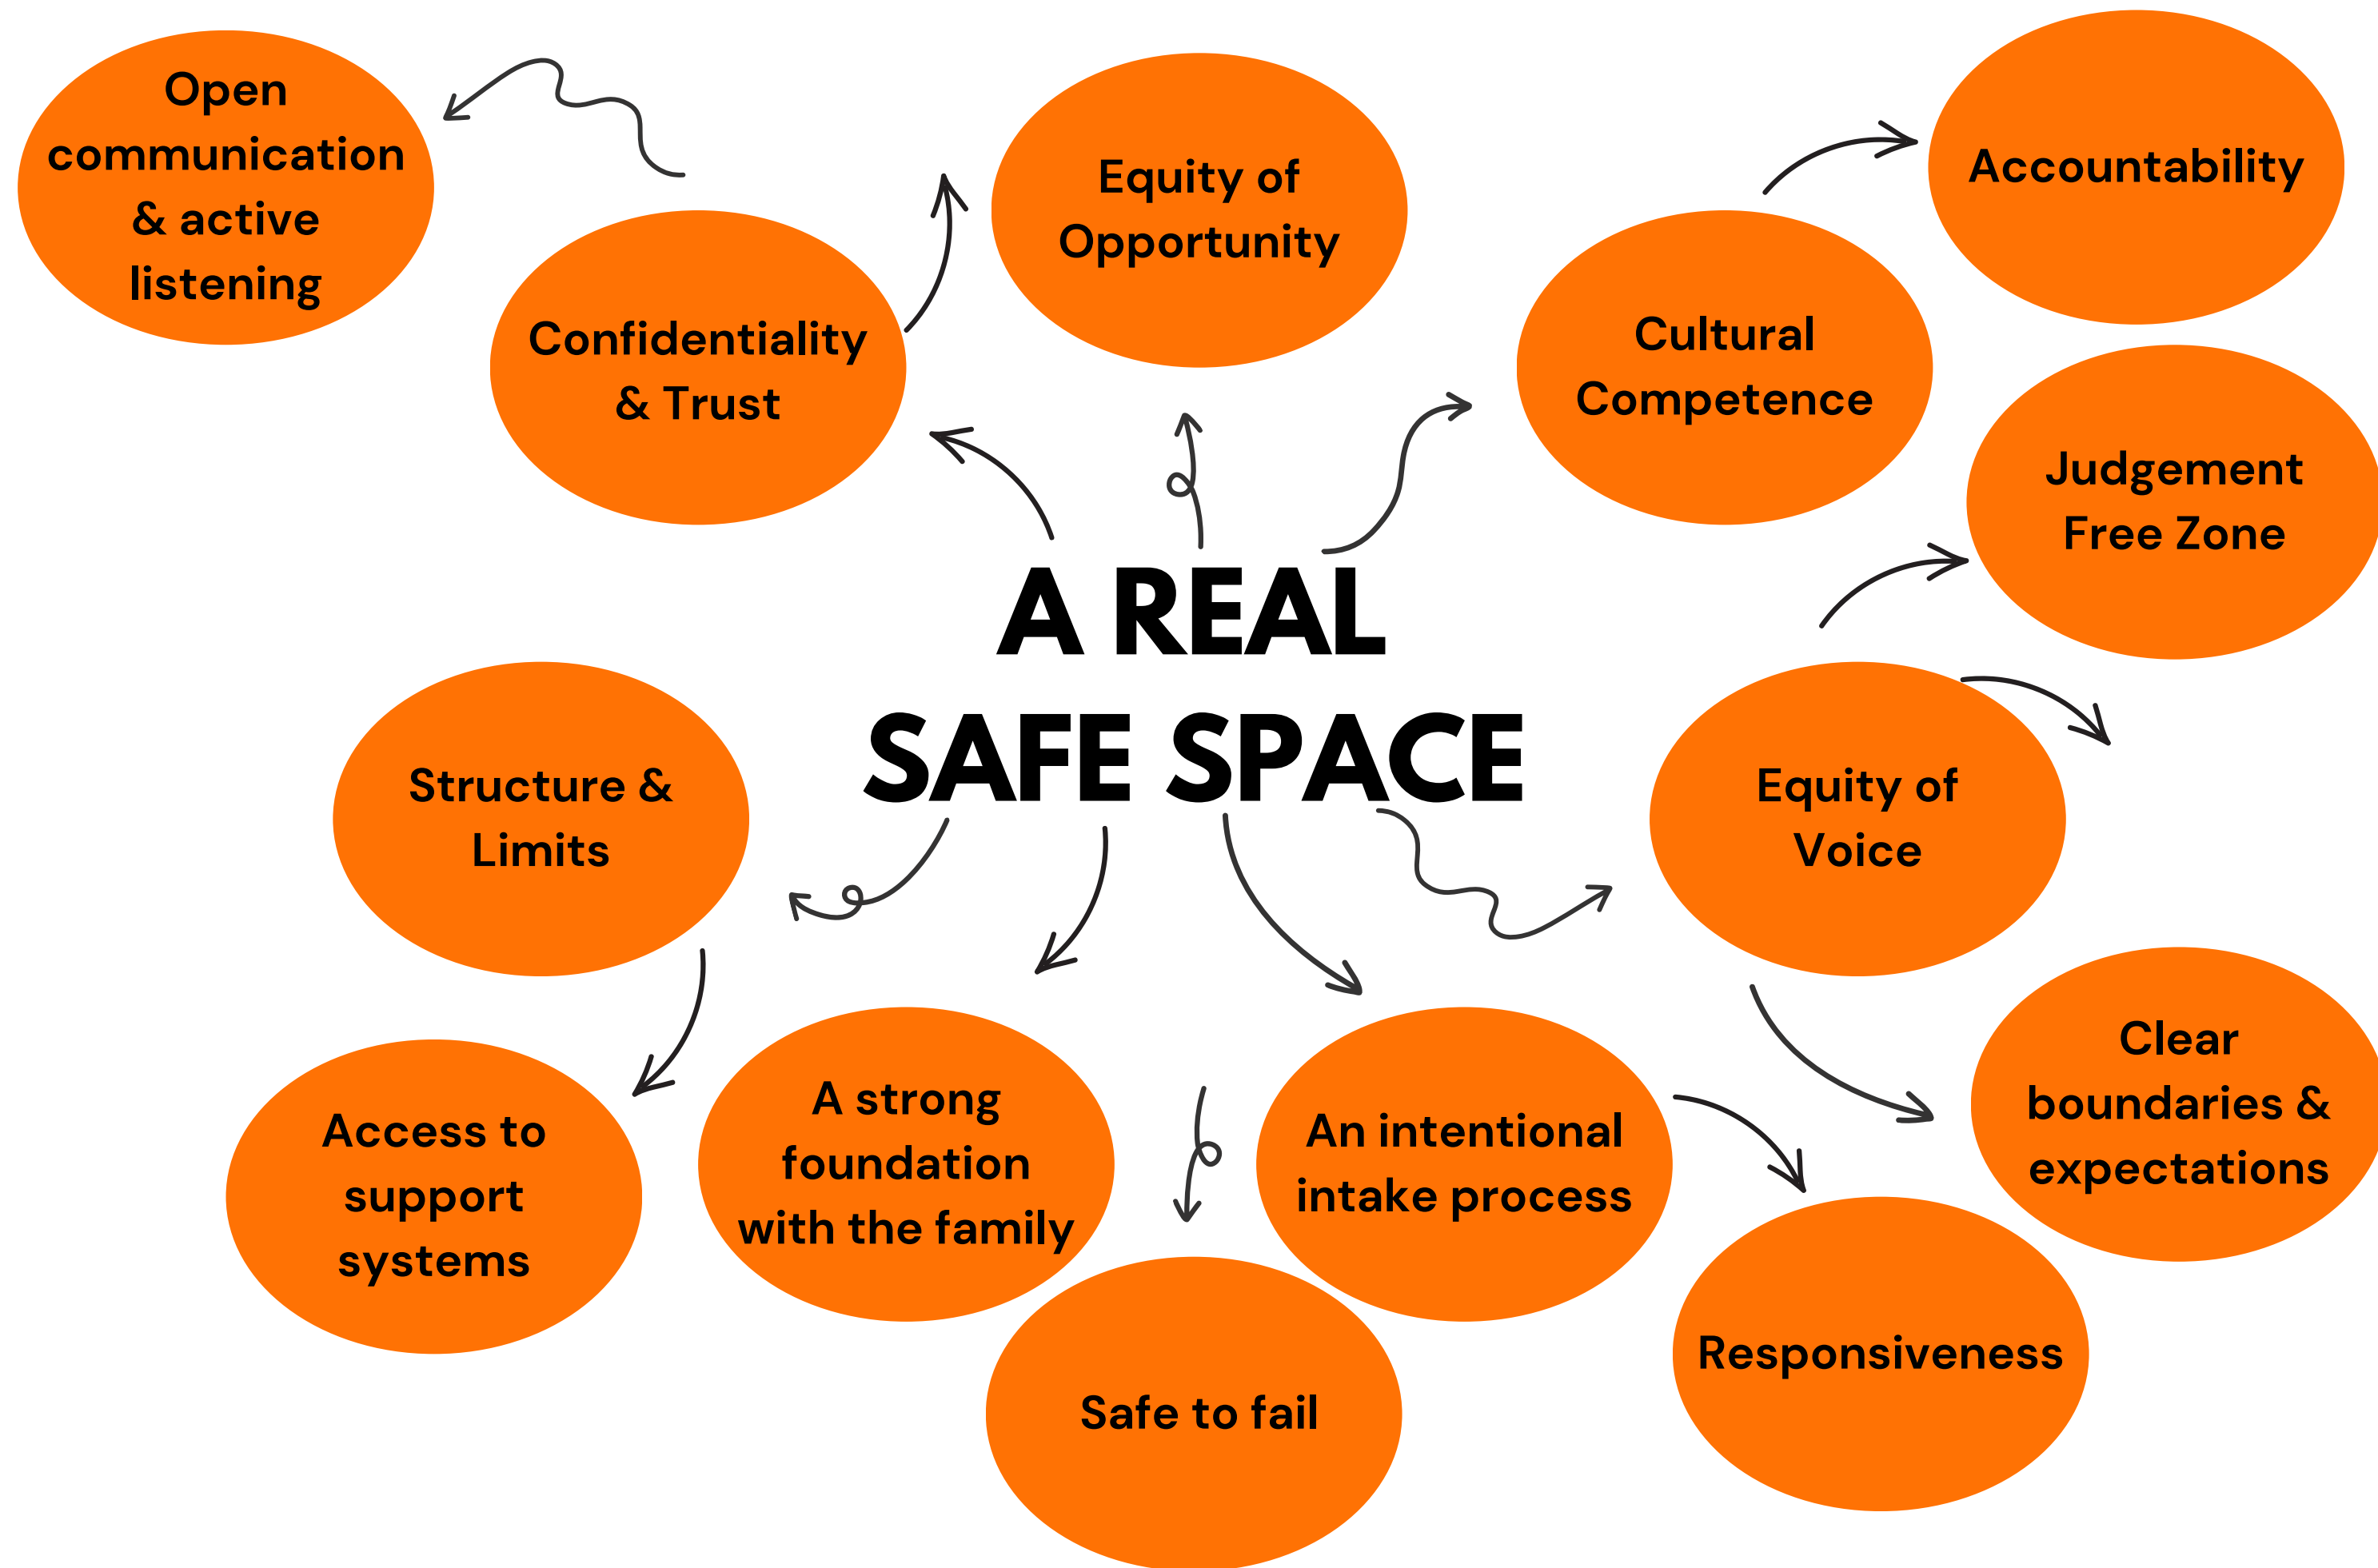 Open
communication
& active
listening
Equity of
Opportunity
Accountability
Confidentiality
& Trust
Cultural
Competence
Judgement
Free Zone
A REAL
SAFE SPACE
Structure &
Limits
Equity of
Voice
Access to
support
systems
A strong
foundation
with the family
An intentional
intake process
Clear
boundaries &
expectations
Safe to fail
Responsiveness